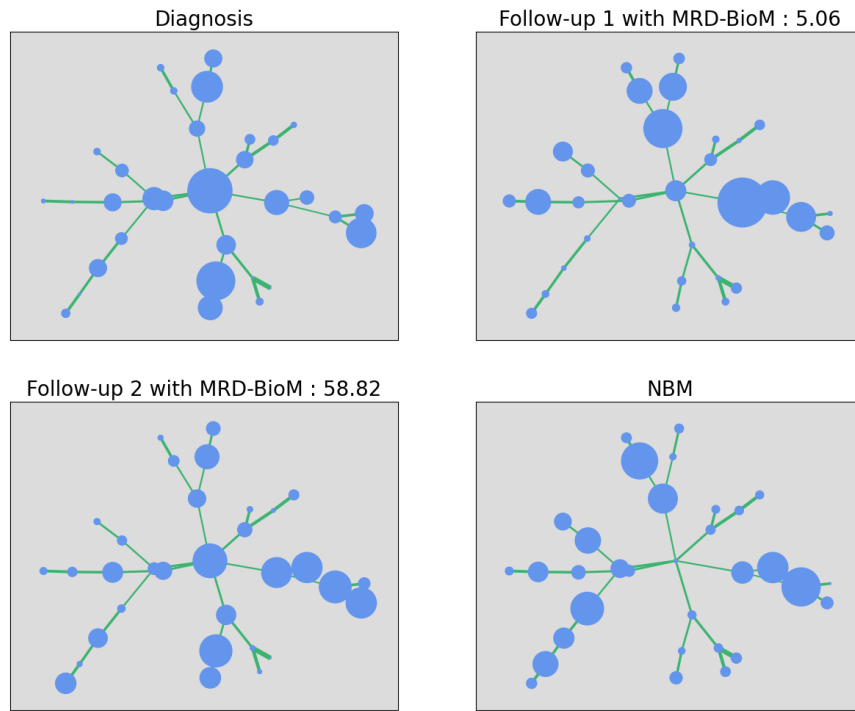 Diagnosis
Follow-up 1 with MRD-BioM : 5.06
Follow-up 2 with MRD-BioM : 58.82
NBM